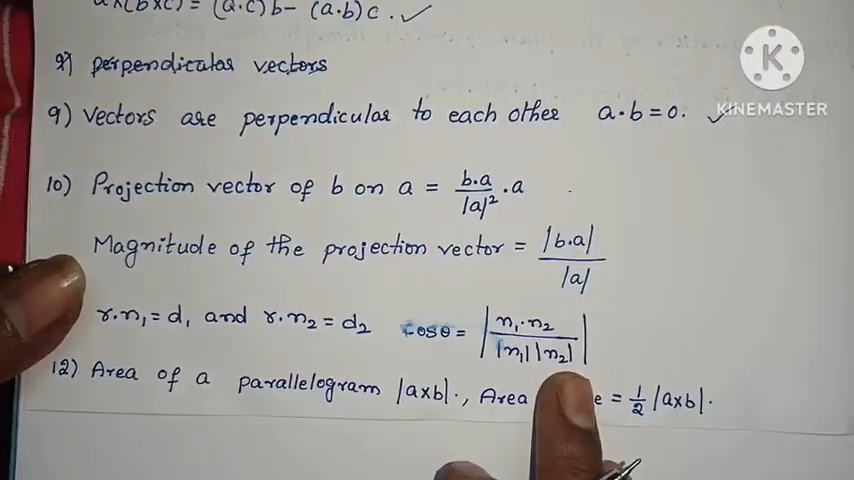 a×(b×c) = (a.c)b- (a.b)c.
perpendicular vectors
9) vectors are perpendicular to each other a.b=0.
10) Projection vector of b on a = b.a/|a|² .a
Magnitude of the projection vector = |b.a|/|a|
r.n₁=d₁ and r.n₂=d₂ cosθ= |n₁.n₂/|n₁||n₂||
12) Area of a parallelogram |a×b|., Area = 1/2 |a×b|.
K
KINEMASTER